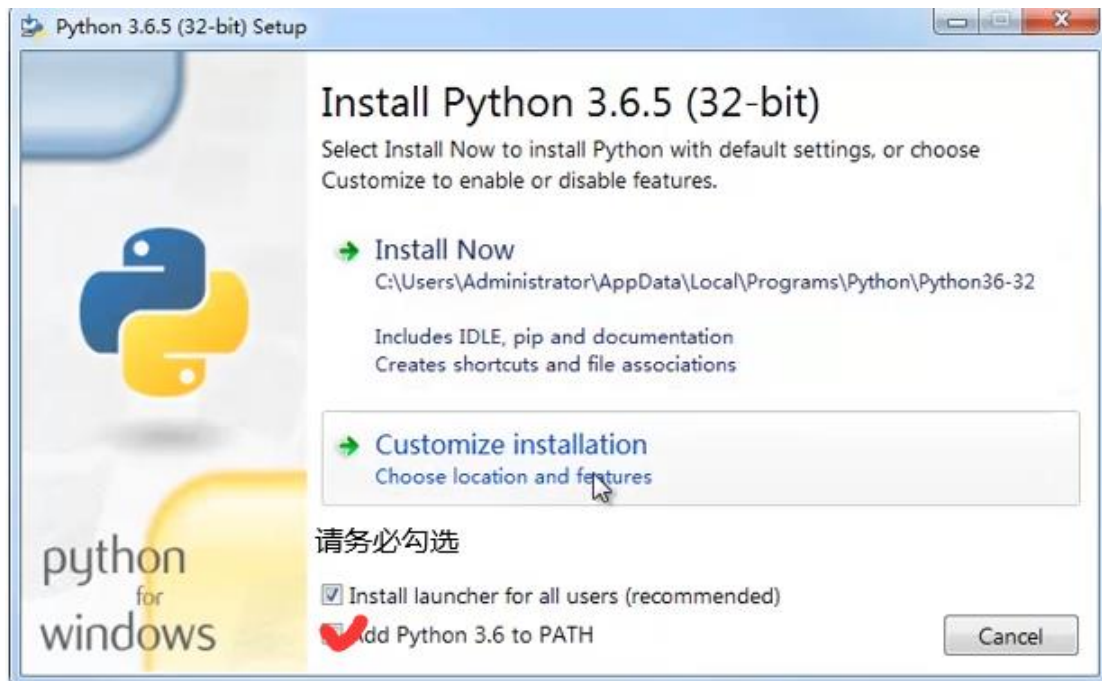 Python 3.6.5 (32-bit) Setup
Install Python 3.6.5 (32-bit)
Select Install Now to install Python with default settings, or choose
Customize to enable or disable features.
Install Now
C:\Users\Administrator\AppData\Local\Programs\Python\Python36-32
Includes IDLE, pip and documentation
Creates shortcuts and file associations
Customize installation
Choose location and features
请务必勾选
Install launcher for all users (recommended)
Add Python 3.6 to PATH
python
for
windows
Cancel